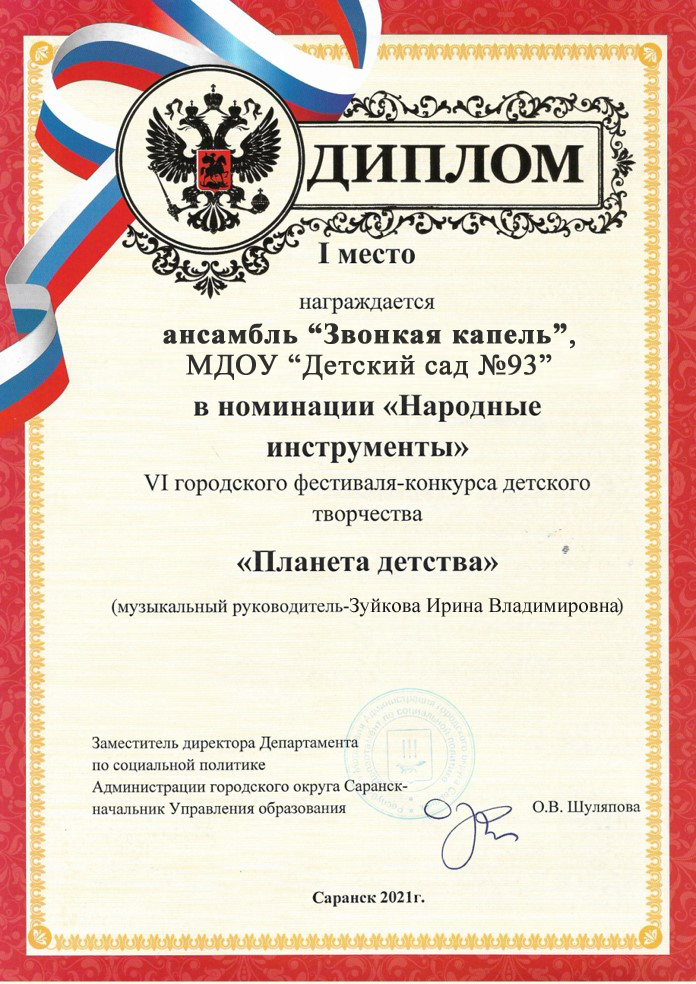 ДИПЛОМ
I место
награждается
ансамбль “Звонкая капель”,
МДОУ “Детский сад №93”
в номинации «Народные
инструменты»
VI городского фестиваля-конкурса детского
творчества
«Планета детства»
(музыкальный руководитель-Зуйкова Ирина Владимировна)
Заместитель директора Департамента
по социальной политике
Администрации городского округа Саранск-
начальник Управления образования
О.В. Шуляпова
Саранск 2021г.